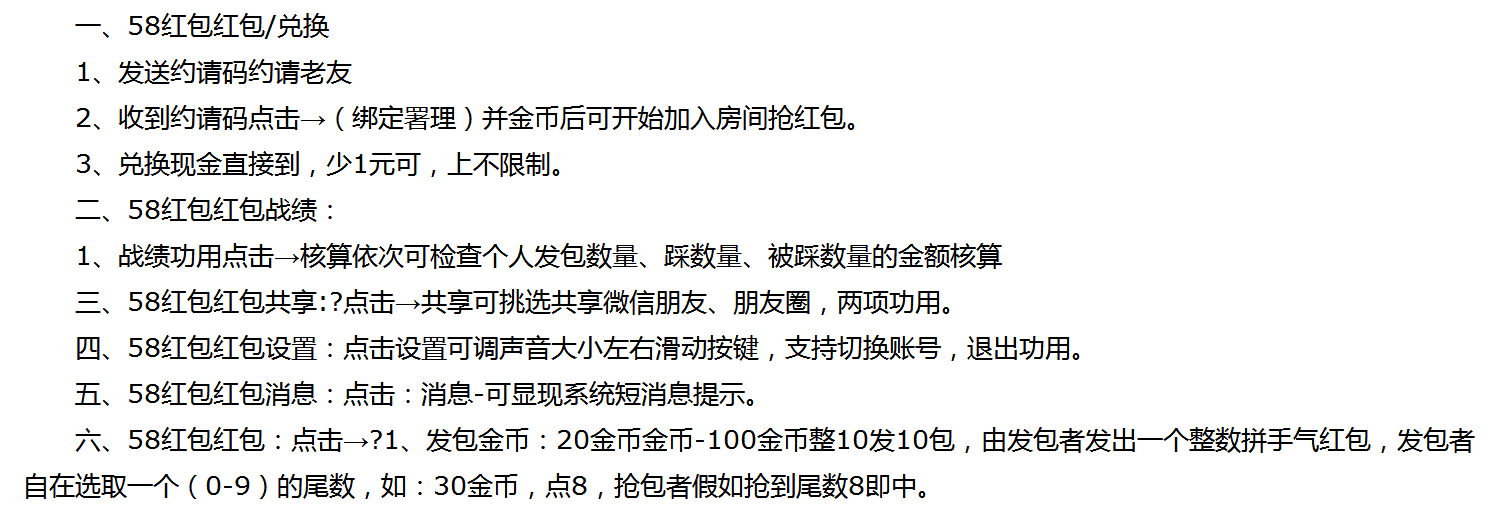 一、58红包红包/兑换
1、发送约请码约请老友
2、收到约请码点击→（绑定署理）并金币后可开始加入房间抢红包。
3、兑换现金直接到，少1元可，上不限制。
二、58红包红包战绩：
1、战绩功用点击→核算依次可检查个人发包数量、踩数量、被踩数量的金额核算
三、58红包红包共享:?点击→共享可挑选共享微信朋友、朋友圈，两项功用。
四、58红包红包设置：点击设置可调声音大小左右滑动按键，支持切换账号，退出功用。
五、58红包红包消息：点击：消息-可显现系统短消息提示。
六、58红包红包：点击→?1、发包金币：20金币金币-100金币整10发10包，由发包者发出一个整数拼手气红包，发包者
自在选取一个（0-9）的尾数，如：30金币，点8，抢包者假如抢到尾数8即中。